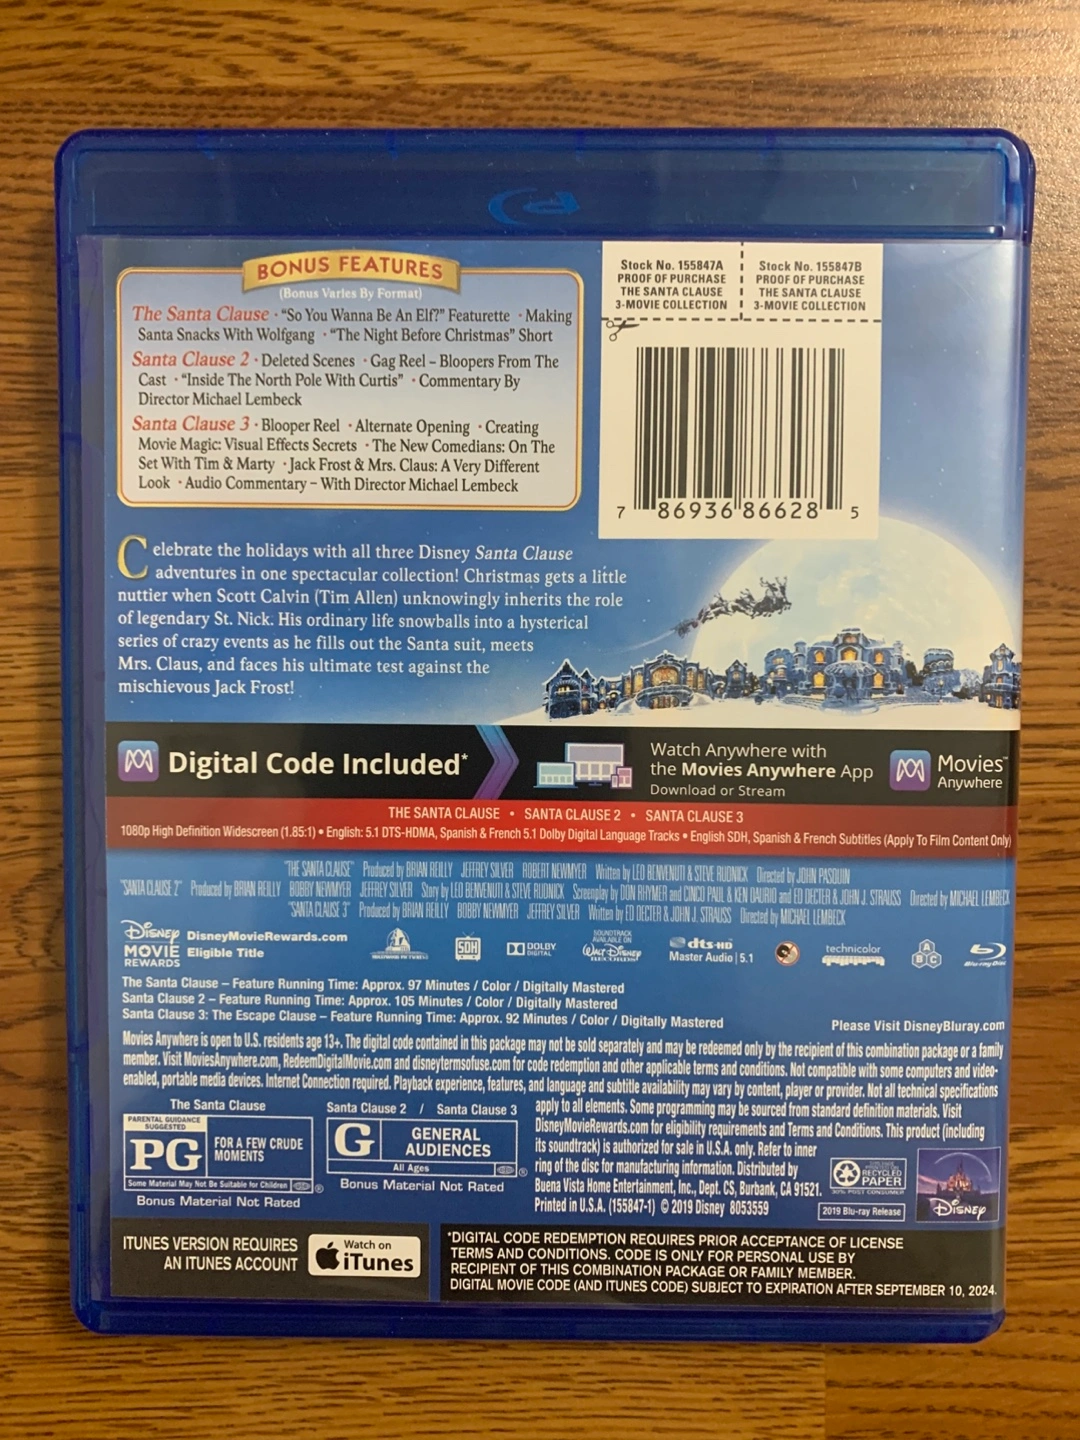 BONUS FEATURES
(Bonus Varies By Format)
The Santa Clause • “So You Wanna Be An Elf?” Featurette • Making
Santa Snacks With Wolfgang • “The Night Before Christmas” Short
Santa Clause 2 • Deleted Scenes • Gag Reel – Bloopers From The
Cast • “Inside The North Pole With Curtis” • Commentary By
Director Michael Lembeck
Santa Clause 3 • Blooper Reel • Alternate Opening • Creating
Movie Magic: Visual Effects Secrets • The New Comedians: On The
Set With Tim & Marty • Jack Frost & Mrs. Claus: A Very Different
Look • Audio Commentary – With Director Michael Lembeck
Stock No. 155847A
PROOF OF PURCHASE
THE SANTA CLAUSE
3-MOVIE COLLECTION
Stock No. 155847B
PROOF OF PURCHASE
THE SANTA CLAUSE
3-MOVIE COLLECTION
7 86936 86628 5
Celebrate the holidays with all three Disney Santa Clause
adventures in one spectacular collection! Christmas gets a little
nuttier when Scott Calvin (Tim Allen) unknowingly inherits the role
of legendary St. Nick. His ordinary life snowballs into a hysterical
series of crazy events as he fills out the Santa suit, meets
Mrs. Claus, and faces his ultimate test against the
mischievous Jack Frost!
Digital Code Included*
Watch Anywhere with
the Movies Anywhere App
Download or Stream
Movies™
Anywhere
THE SANTA CLAUSE • SANTA CLAUSE 2 • SANTA CLAUSE 3
1080p High Definition Widescreen (1.85:1) • English: 5.1 DTS-HDMA, Spanish & French 5.1 Dolby Digital Language Tracks • English SDH, Spanish & French Subtitles (Apply To Film Content Only)
"THE SANTA CLAUSE" Produced by BRIAN REILLY JEFFREY SILVER ROBERT NEWMYER Written by LEO BENVENUTI & STEVE RUDNICK Directed by JOHN PASQUIN
"SANTA CLAUSE 2" Produced by BRIAN REILLY BOBBY NEWMYER JEFFREY SILVER Story by LEO BENVENUTI & STEVE RUDNICK Screenplay by DON RHYMER and CINCO PAUL & KEN DAURIO and ED DECTER & JOHN J. STRAUSS Directed by MICHAEL LEMBECK
"SANTA CLAUSE 3" Produced by BRIAN REILLY BOBBY NEWMYER JEFFREY SILVER Written by ED DECTER & JOHN J. STRAUSS Directed by MICHAEL LEMBECK
DISNEY
MOVIE
REWARDS
DisneyMovieRewards.com
Eligible Title
SDH
DOLBY
DIGITAL
SOUNDTRACK
AVAILABLE ON
WALT DISNEY
RECORDS
dts-HD
Master Audio | 5.1
technicolor
A
B C
Blu-ray Disc
The Santa Clause – Feature Running Time: Approx. 97 Minutes / Color / Digitally Mastered
Santa Clause 2 – Feature Running Time: Approx. 105 Minutes / Color / Digitally Mastered
Santa Clause 3: The Escape Clause – Feature Running Time: Approx. 92 Minutes / Color / Digitally Mastered
Please Visit DisneyBluray.com
Movies Anywhere is open to U.S. residents age 13+. The digital code contained in this package may not be sold separately and may be redeemed only by the recipient of this combination package or a family
member. Visit MoviesAnywhere.com, RedeemDigitalMovie.com and disneytermsofuse.com for code redemption and other applicable terms and conditions. Not compatible with some computers and video-
enabled, portable media devices. Internet Connection required. Playback experience, features, and language and subtitle availability may vary by content, player or provider. Not all technical specifications
apply to all elements. Some programming may be sourced from standard definition materials. Visit
DisneyMovieRewards.com for eligibility requirements and Terms and Conditions. This product (including
its soundtrack) is authorized for sale in U.S.A. only. Refer to inner
ring of the disc for manufacturing information. Distributed by
Buena Vista Home Entertainment, Inc., Dept. CS, Burbank, CA 91521.
Printed in U.S.A. (155847-1) © 2019 Disney 8053559
The Santa Clause
PARENTAL GUIDANCE
SUGGESTED
PG
FOR A FEW CRUDE
MOMENTS
Some Material May Not Be Suitable for Children
®
Bonus Material Not Rated
Santa Clause 2 / Santa Clause 3
G
GENERAL
AUDIENCES
All Ages
®
Bonus Material Not Rated
RECYCLED
PAPER
30% POST CONSUMER
2019 Blu-ray Release
DISNEY
ITUNES VERSION REQUIRES
AN ITUNES ACCOUNT
Watch on
iTunes
*DIGITAL CODE REDEMPTION REQUIRES PRIOR ACCEPTANCE OF LICENSE
TERMS AND CONDITIONS. CODE IS ONLY FOR PERSONAL USE BY
RECIPIENT OF THIS COMBINATION PACKAGE OR FAMILY MEMBER.
DIGITAL MOVIE CODE (AND ITUNES CODE) SUBJECT TO EXPIRATION AFTER SEPTEMBER 10, 2024.